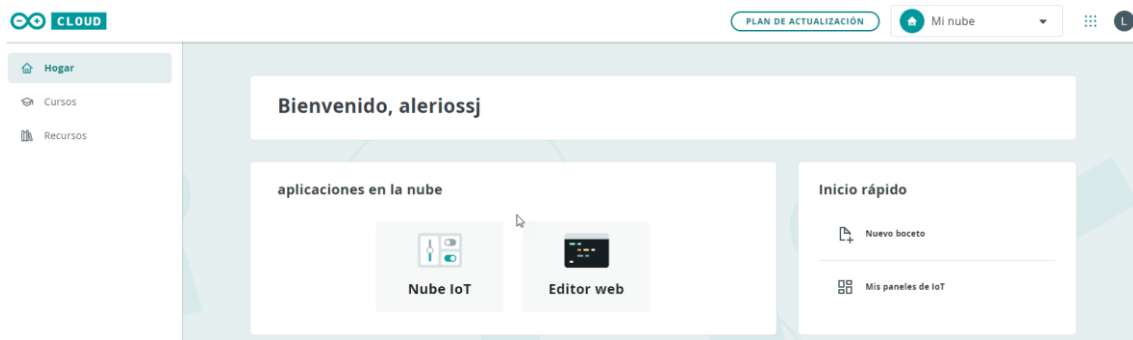 CLOUD
PLAN DE ACTUALIZACIÓN
Mi nube
L
Hogar
Cursos
Recursos
Bienvenido, aleriossj
aplicaciones en la nube
Nube IoT
Editor web
Inicio rápido
Nuevo boceto
Mis paneles de IoT